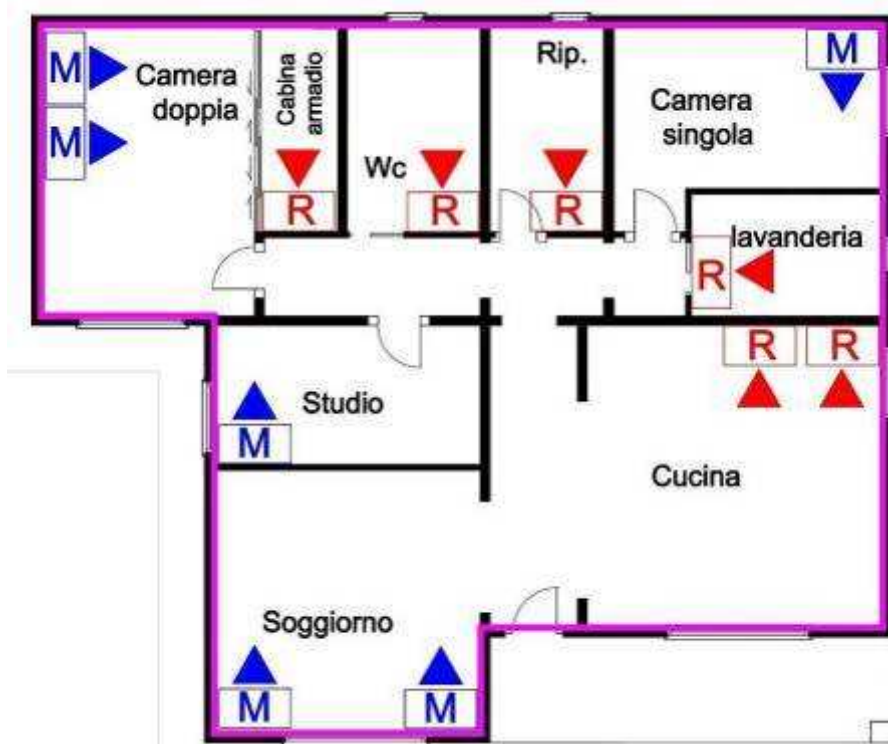 M
Camera
doppia
M
Cabina
armadio
R
Wc
R
Rip.
R
M
Camera
singola
lavanderia
R
R
R
Studio
M
Cucina
Soggiorno
M
M